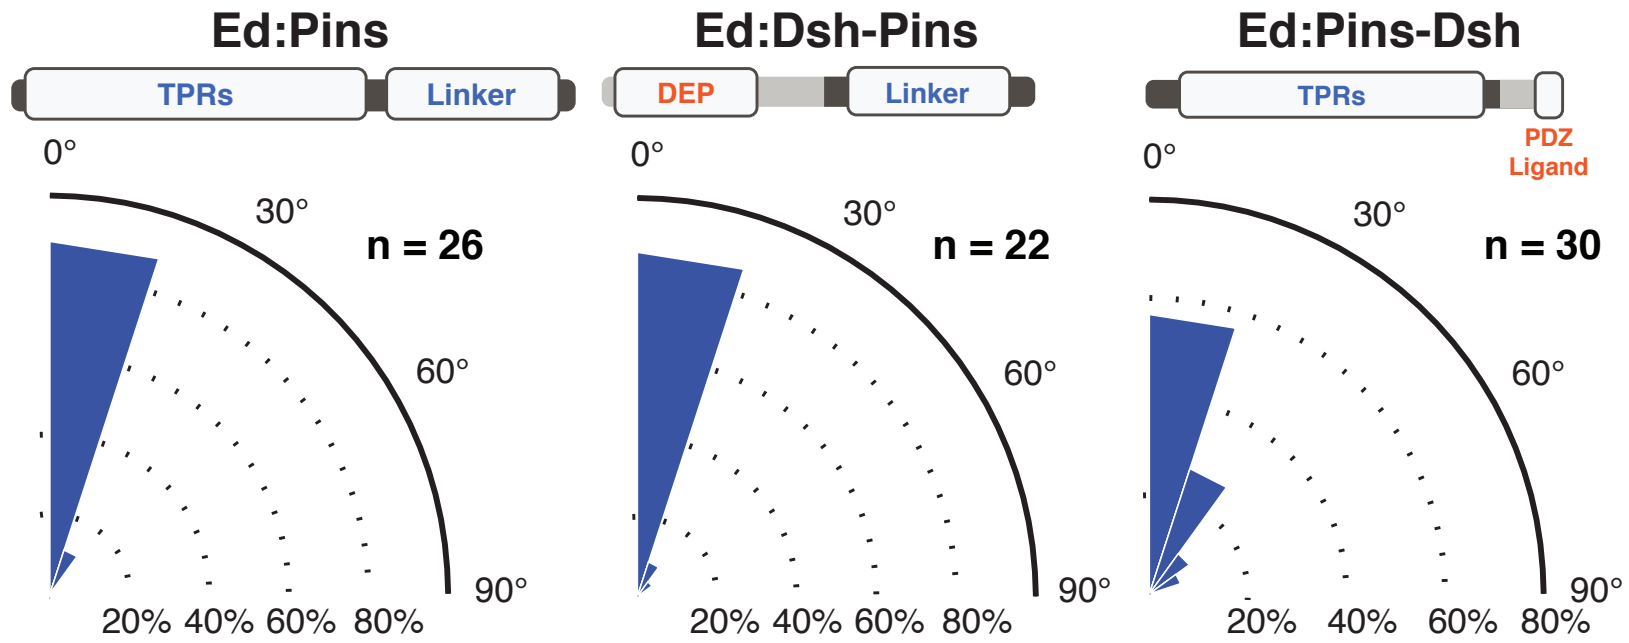 Ed:Pins
TPRs
Linker
0°
30°
n = 26
60°
90°
20% 40% 60% 80%
Ed:Dsh-Pins
DEP
Linker
0°
30°
n = 22
60°
90°
20% 40% 60% 80%
Ed:Pins-Dsh
TPRs
PDZ
Ligand
0°
30°
n = 30
60°
90°
20% 40% 60% 80%